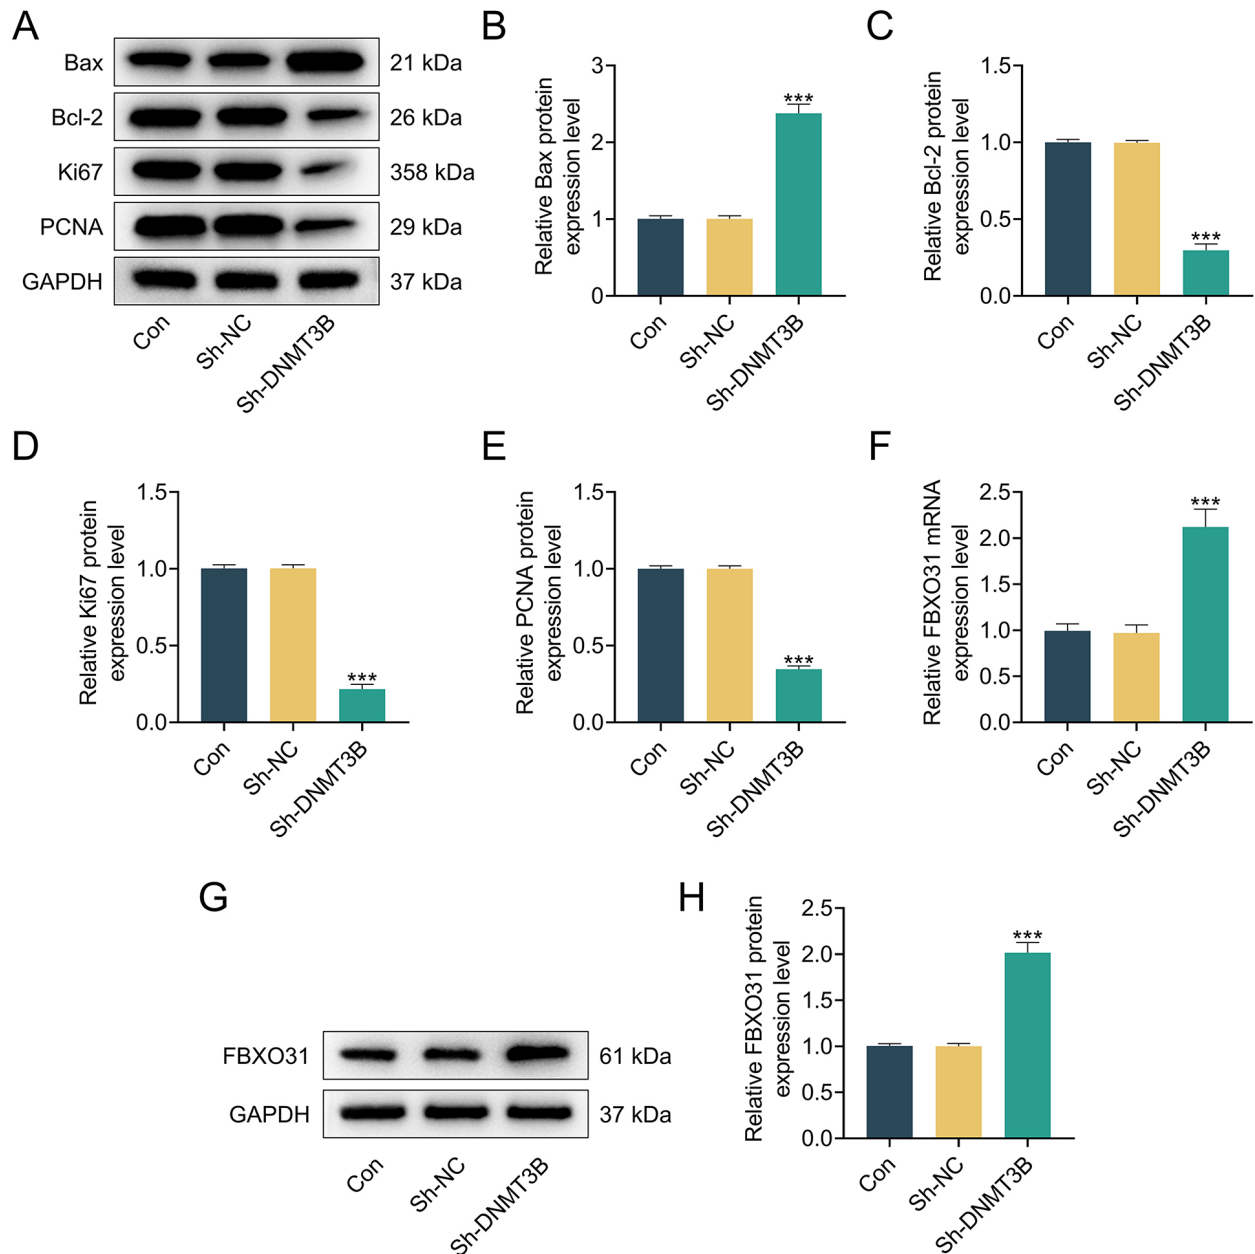 A
Bax 21 kDa
Bcl-2 26 kDa
Ki67 358 kDa
PCNA 29 kDa
GAPDH 37 kDa
Con
Sh-NC
Sh-DNMT3B
B
Relative Bax protein
expression level
3
2
1
0
***
Con
Sh-NC
Sh-DNMT3B
C
Relative Bcl-2 protein
expression level
1.5
1.0
0.5
0.0
***
Con
Sh-NC
Sh-DNMT3B
D
Relative Ki67 protein
expression level
1.5
1.0
0.5
0.0
***
Con
Sh-NC
Sh-DNMT3B
E
Relative PCNA protein
expression level
1.5
1.0
0.5
0.0
***
Con
Sh-NC
Sh-DNMT3B
F
Relative FBXO31 mRNA
expression level
2.5
2.0
1.5
1.0
0.5
0.0
***
Con
Sh-NC
Sh-DNMT3B
G
FBXO31 61 kDa
GAPDH 37 kDa
Con
Sh-NC
Sh-DNMT3B
H
Relative FBXO31 protein
expression level
2.5
2.0
1.5
1.0
0.5
0.0
***
Con
Sh-NC
Sh-DNMT3B